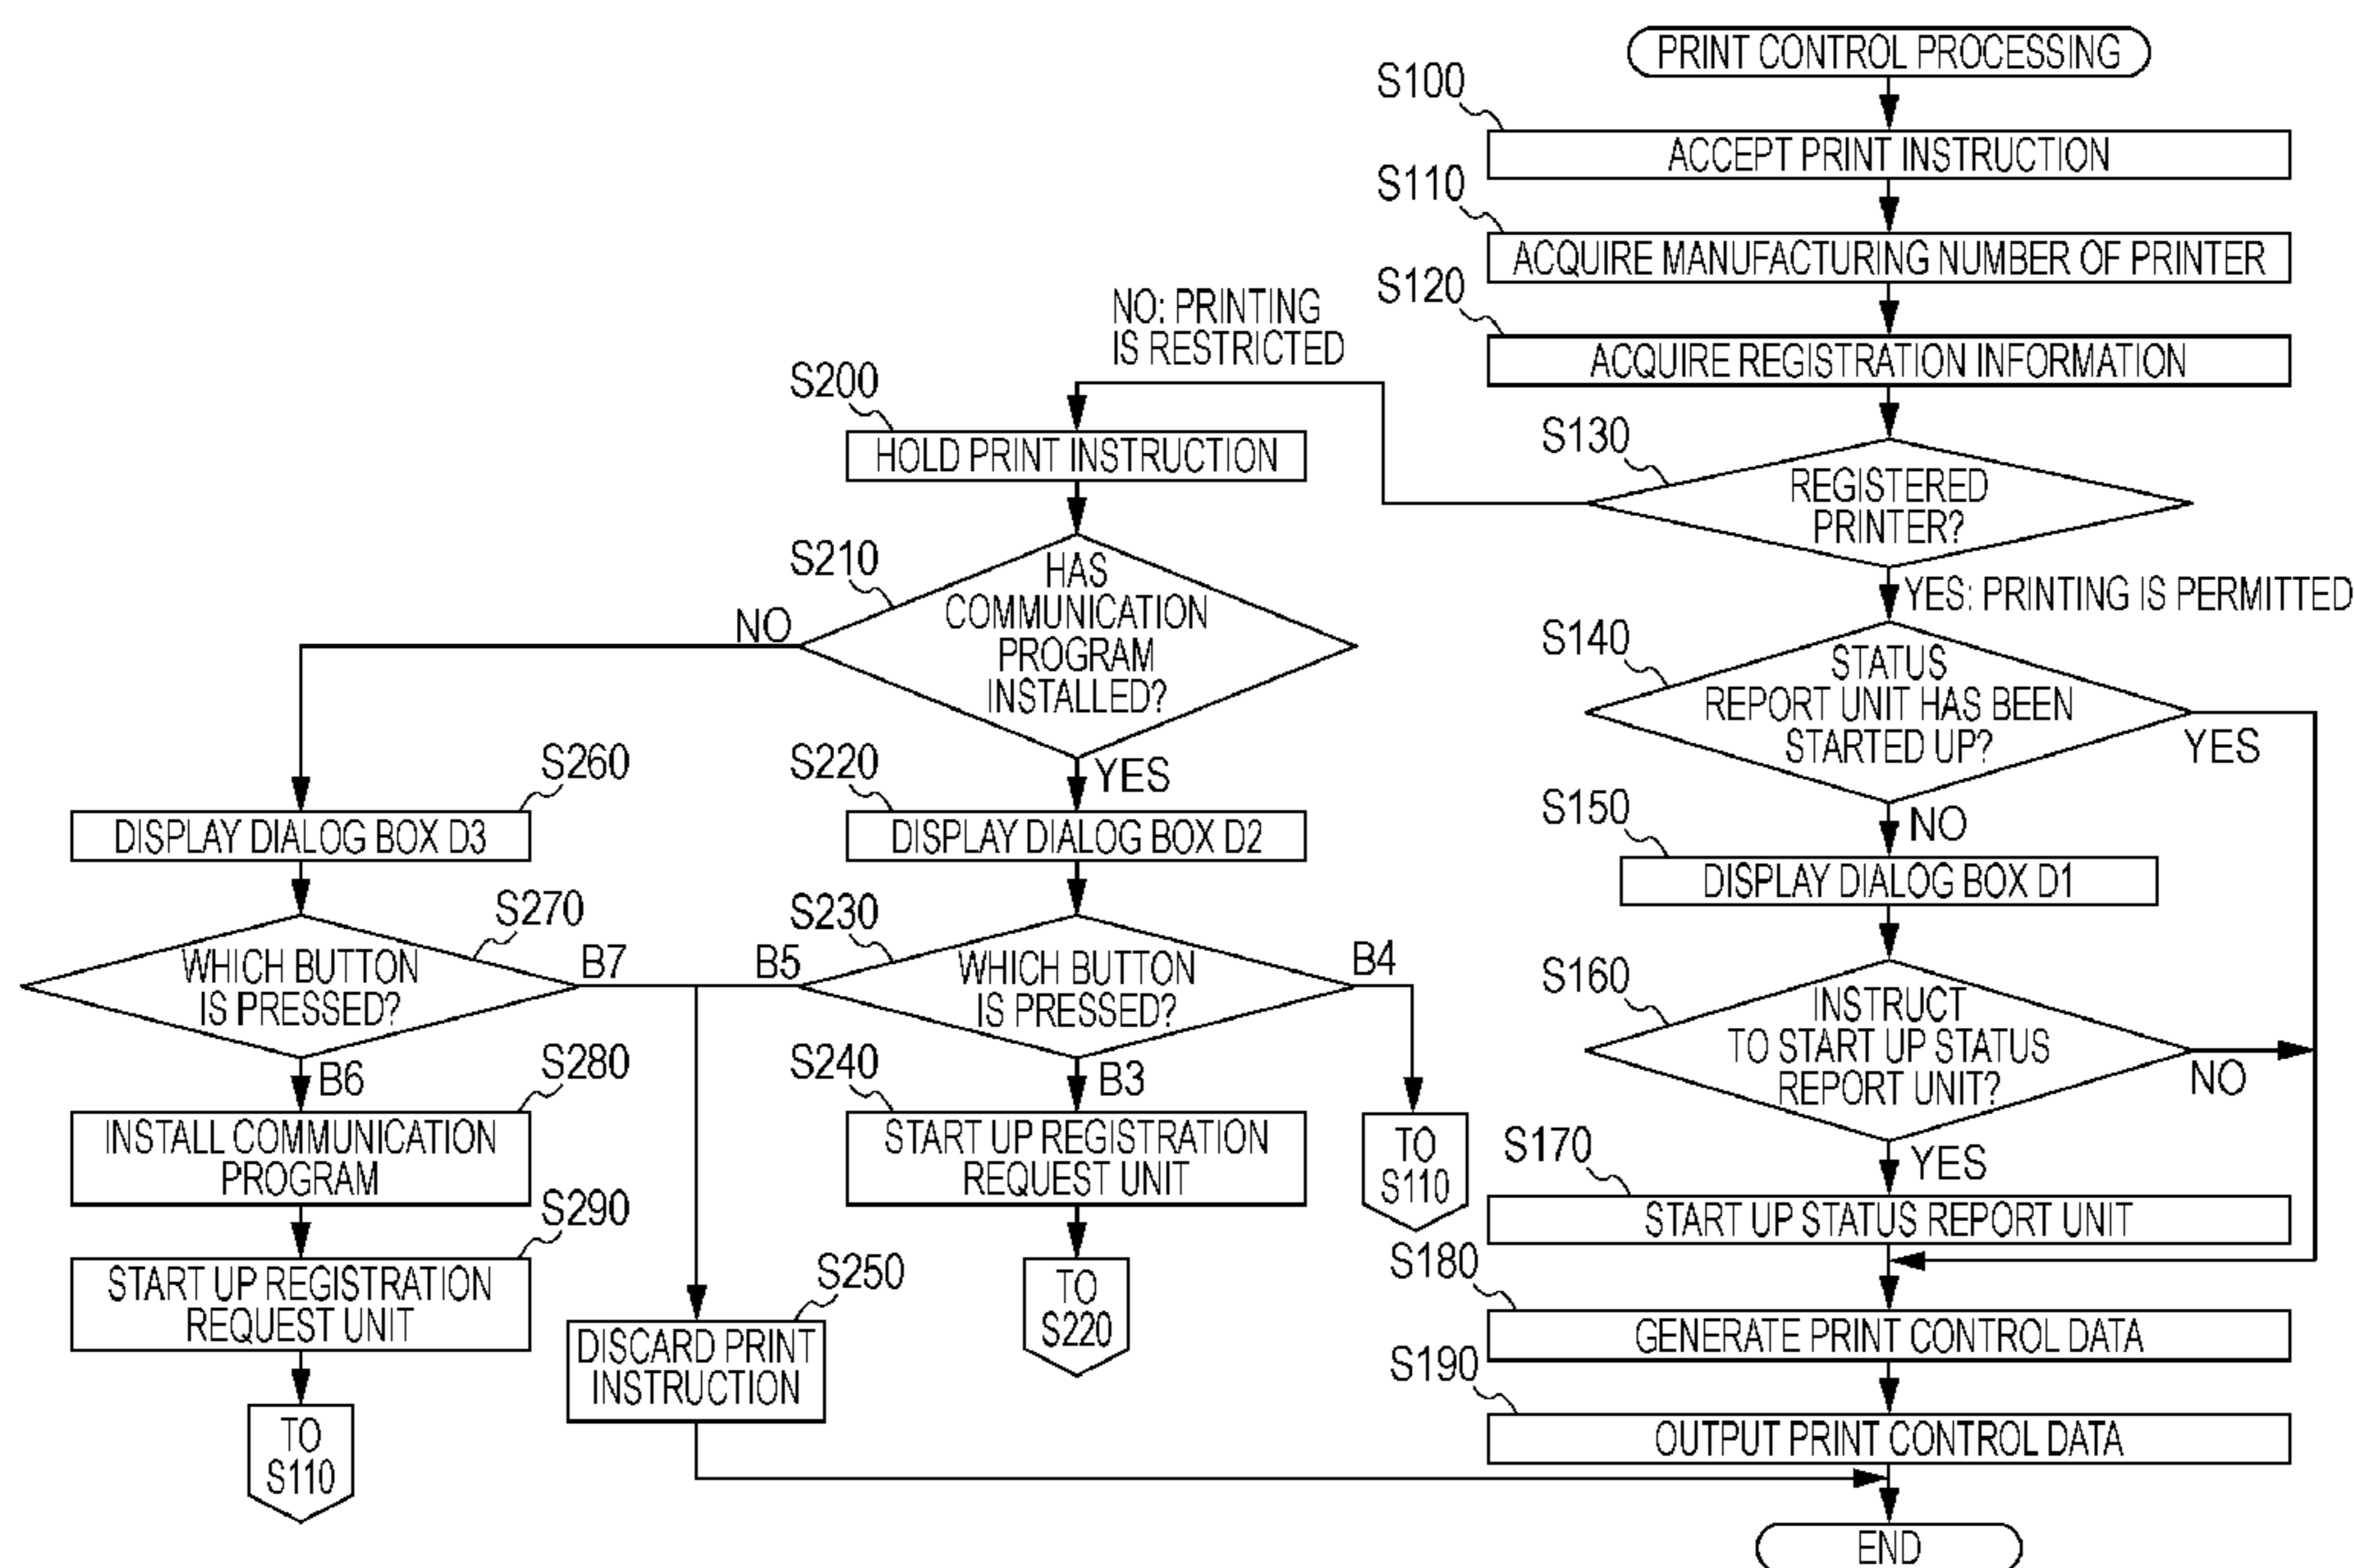 PRINT CONTROL PROCESSING
S100
ACCEPT PRINT INSTRUCTION
S110
ACQUIRE MANUFACTURING NUMBER OF PRINTER
S120
ACQUIRE REGISTRATION INFORMATION
S130
REGISTERED
PRINTER?
NO: PRINTING
IS RESTRICTED
YES: PRINTING IS PERMITTED
S140
STATUS
REPORT UNIT HAS BEEN
STARTED UP?
YES
NO
S150
DISPLAY DIALOG BOX D1
S160
INSTRUCT
TO START UP STATUS
REPORT UNIT?
NO
YES
S170
START UP STATUS REPORT UNIT
S180
GENERATE PRINT CONTROL DATA
S190
OUTPUT PRINT CONTROL DATA
END
S200
HOLD PRINT INSTRUCTION
S210
HAS
COMMUNICATION
PROGRAM
INSTALLED?
NO
YES
S220
DISPLAY DIALOG BOX D2
S230
WHICH BUTTON
IS PRESSED?
B5
B4
B3
TO
S110
S240
START UP REGISTRATION
REQUEST UNIT
TO
S220
S250
DISCARD PRINT
INSTRUCTION
S260
DISPLAY DIALOG BOX D3
S270
WHICH BUTTON
IS PRESSED?
B7
B6
S280
INSTALL COMMUNICATION
PROGRAM
S290
START UP REGISTRATION
REQUEST UNIT
TO
S110